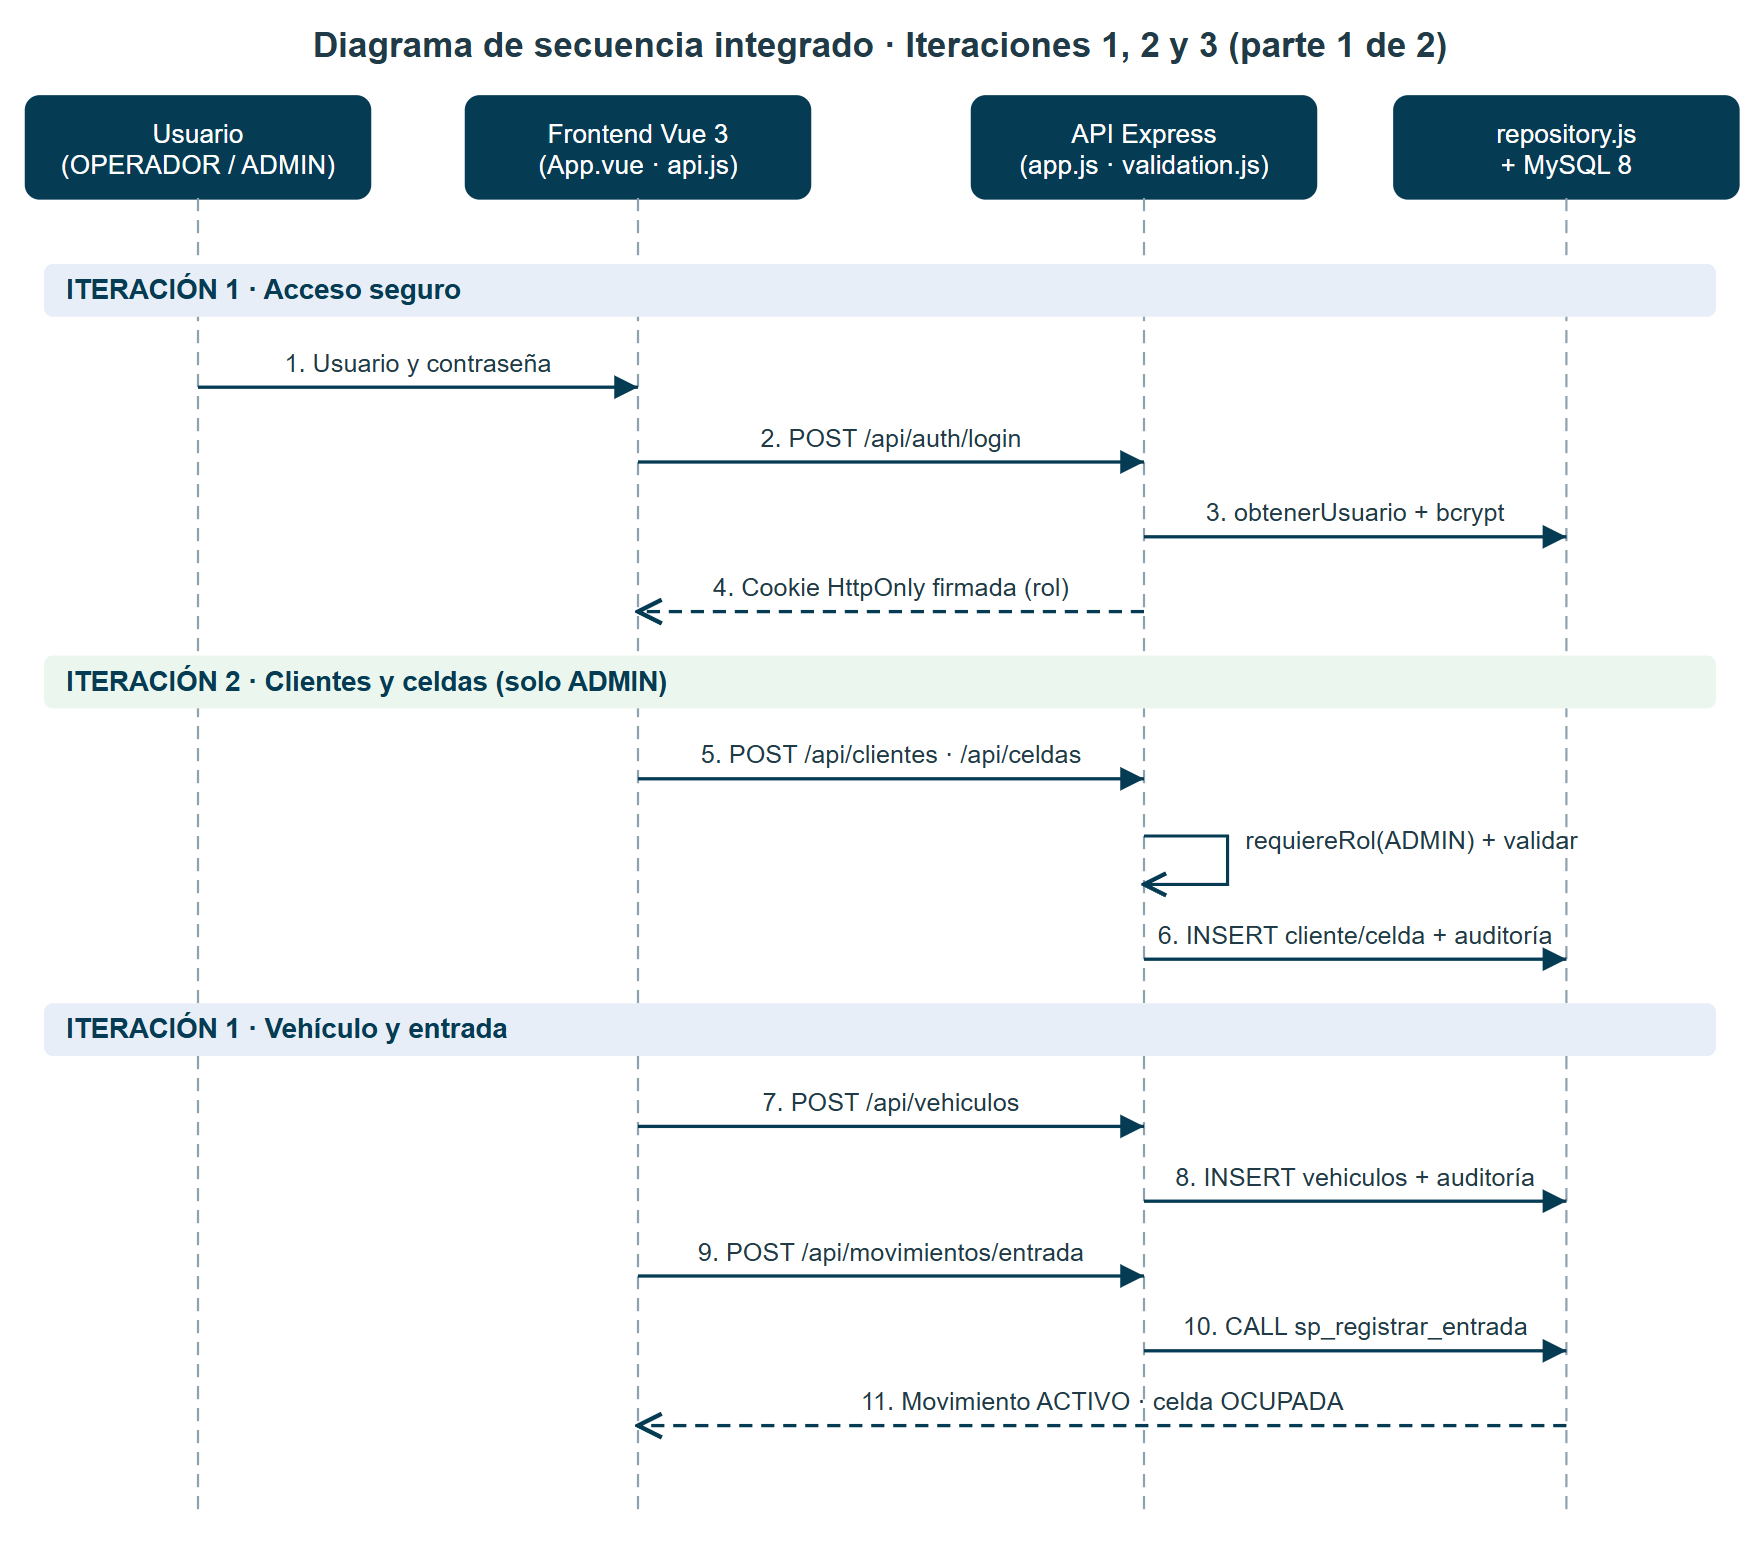 Diagrama de secuencia integrado · Iteraciones 1, 2 y 3 (parte 1 de 2)
Usuario
(OPERADOR / ADMIN)
Frontend Vue 3
(App.vue · api.js)
API Express
(app.js · validation.js)
repository.js
+ MySQL 8
ITERACIÓN 1 · Acceso seguro
1. Usuario y contraseña
2. POST /api/auth/login
3. obtenerUsuario + bcrypt
4. Cookie HttpOnly firmada (rol)
ITERACIÓN 2 · Clientes y celdas (solo ADMIN)
5. POST /api/clientes · /api/celdas
requiereRol(ADMIN) + validar
6. INSERT cliente/celda + auditoría
ITERACIÓN 1 · Vehículo y entrada
7. POST /api/vehiculos
8. INSERT vehiculos + auditoría
9. POST /api/movimientos/entrada
10. CALL sp_registrar_entrada
11. Movimiento ACTIVO · celda OCUPADA